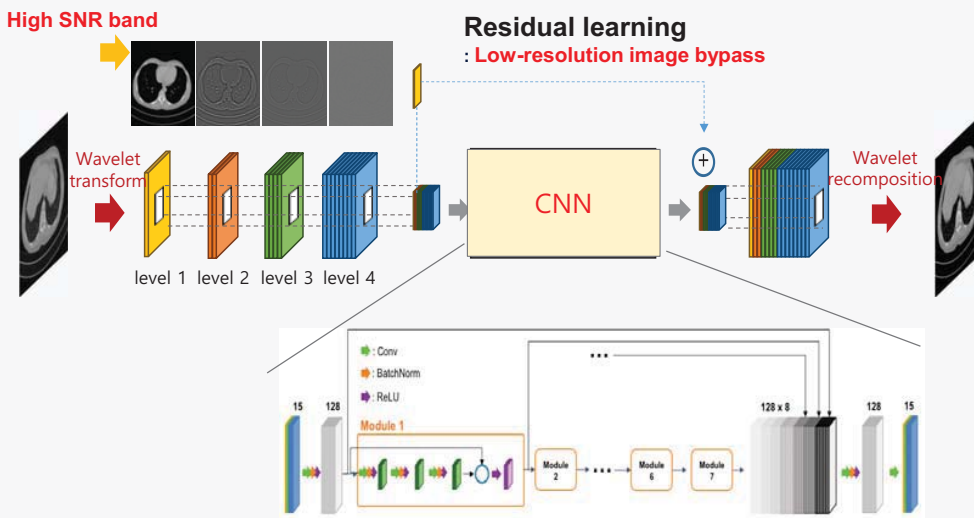 High SNR band
Residual learning
: Low-resolution image bypass
Wavelet
transform
level 1
level 2
level 3
level 4
CNN
+
Wavelet
recomposition
: Conv
: BatchNorm
: ReLU
15
128
Module 1
Module
2
...
Module
6
Module
7
...
128 x 8
128
15